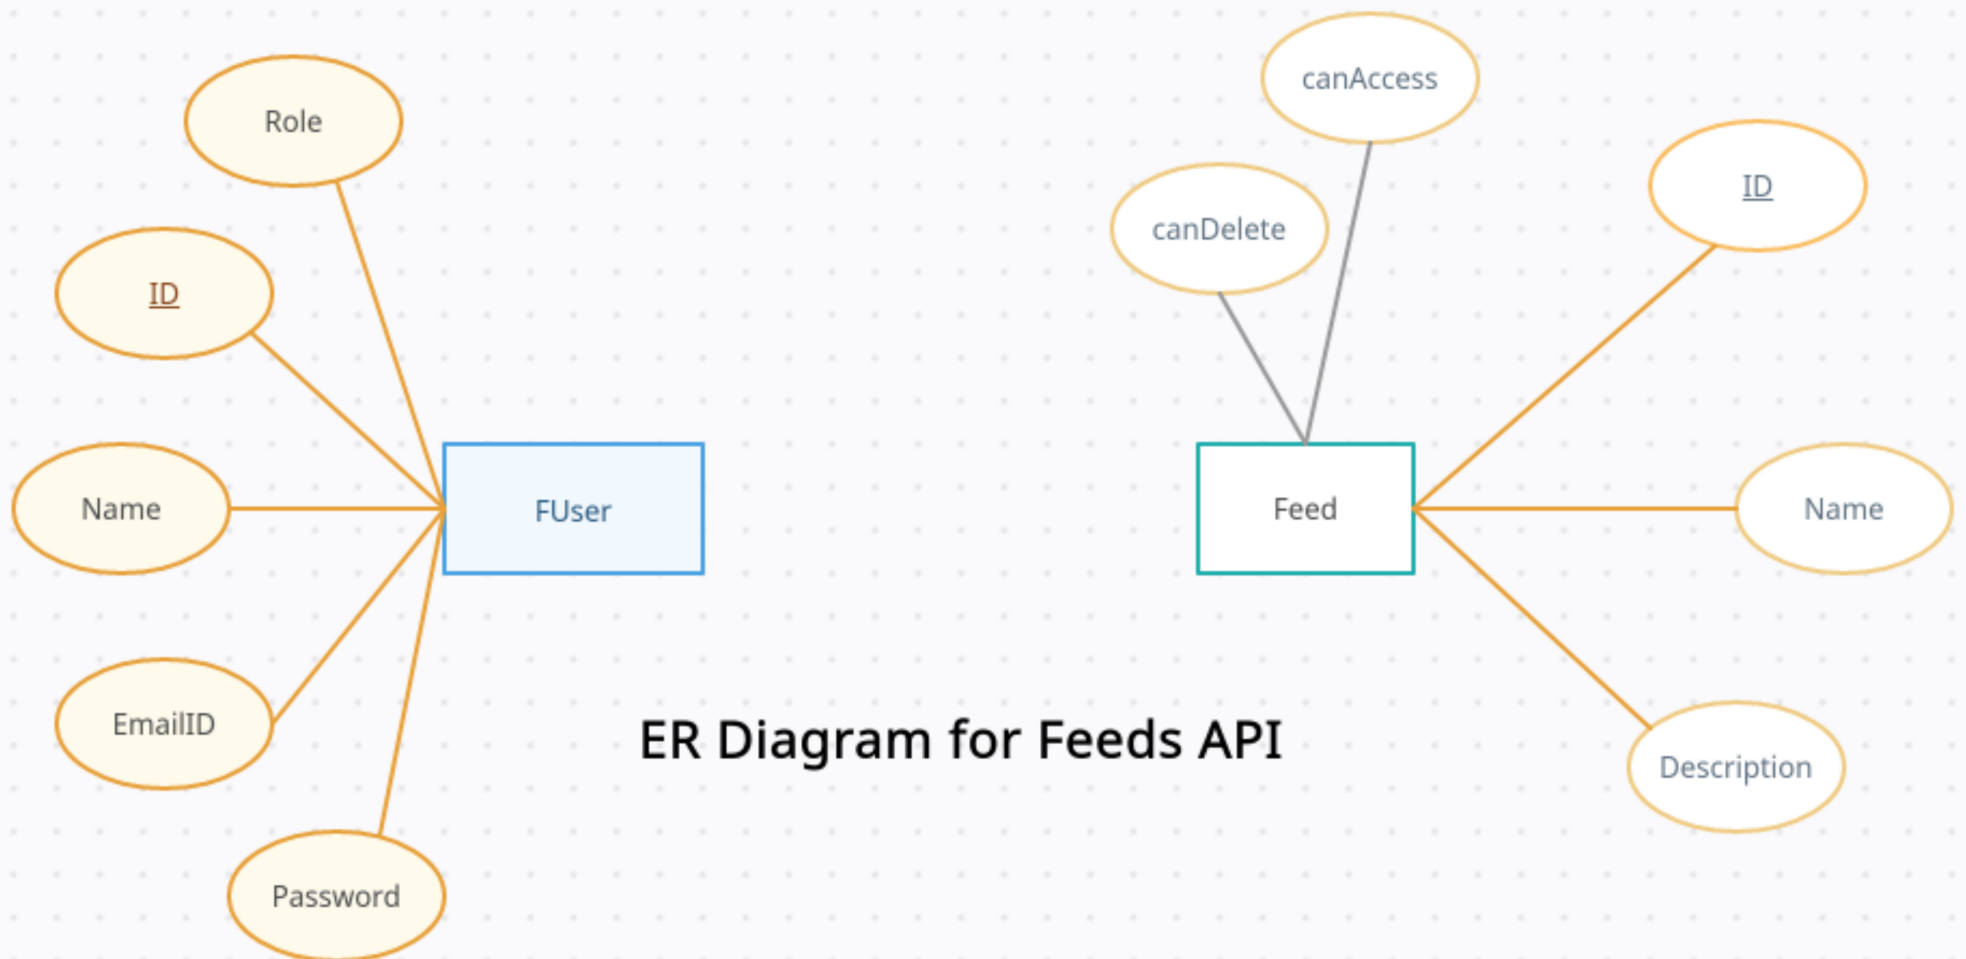 canAccess
Role
ID
canDelete
ID
Name
FUser
Feed
Name
EmailID
ER Diagram for Feeds API
Description
Password